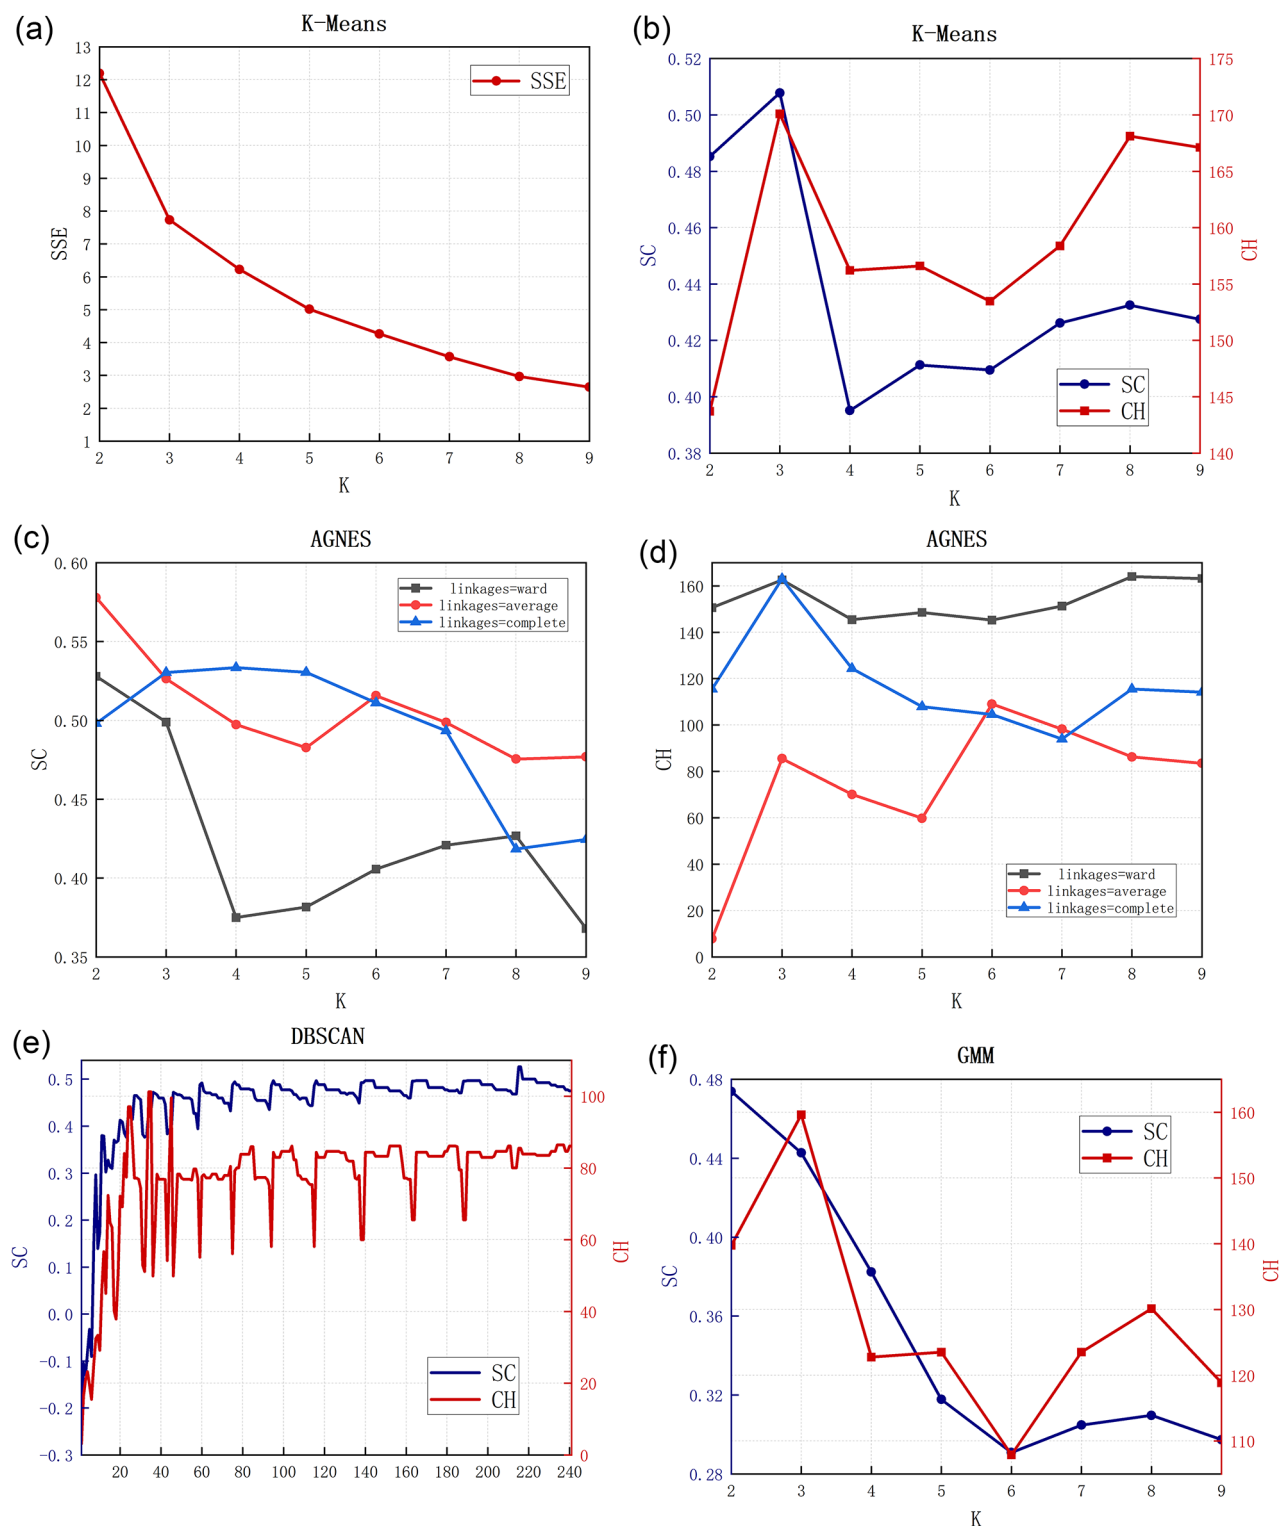 (a)
K-Means
13
12
11
10
9
8
7
6
5
4
3
2
1
SSE
SSE
2 3 4 5 6 7 8 9
K
(b)
K-Means
0.52
0.50
0.48
0.46
0.44
0.42
0.40
0.38
SC
175
170
165
160
155
150
145
140
CH
SC
CH
2 3 4 5 6 7 8 9
K
(c)
AGNES
0.60
0.55
0.50
0.45
0.40
0.35
SC
linkages=ward
linkages=average
linkages=complete
2 3 4 5 6 7 8 9
K
(d)
AGNES
160
140
120
100
80
60
40
20
0
CH
linkages=ward
linkages=average
linkages=complete
2 3 4 5 6 7 8 9
K
(e)
DBSCAN
0.5
0.4
0.3
0.2
0.1
0.0
-0.1
-0.2
-0.3
SC
100
80
60
40
20
0
CH
SC
CH
20 40 60 80 100 120 140 160 180 200 220 240
(f)
GMM
0.48
0.44
0.40
0.36
0.32
0.28
SC
160
150
140
130
120
110
CH
SC
CH
2 3 4 5 6 7 8 9
K